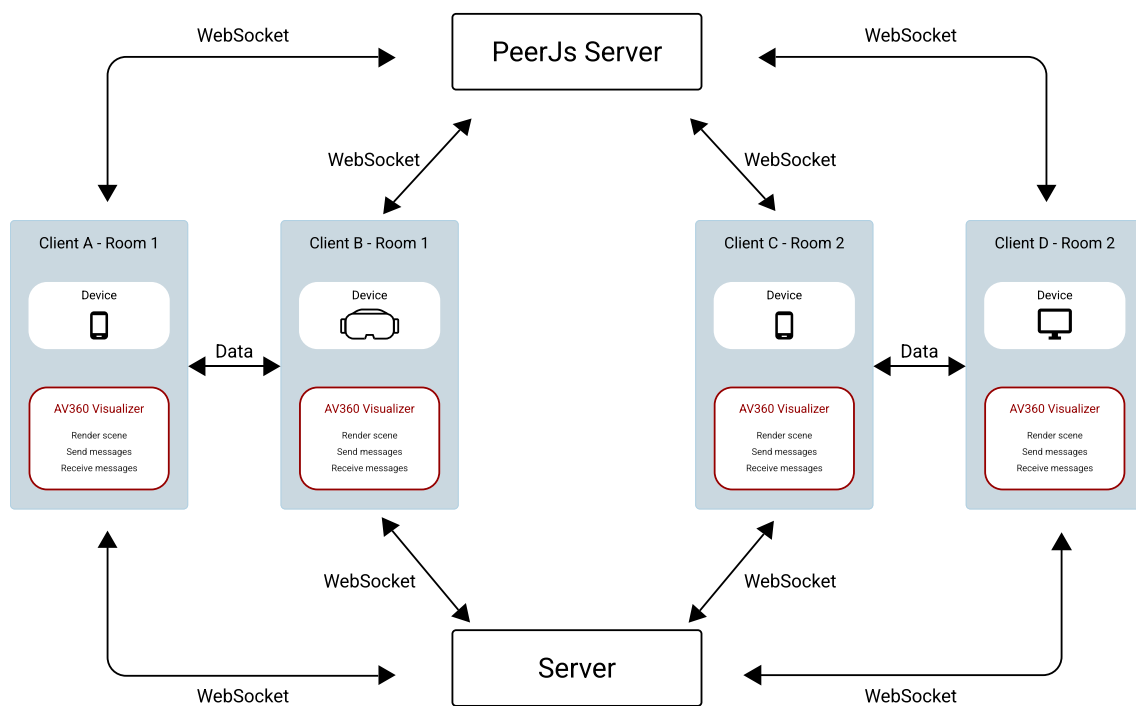 WebSocket
PeerJs Server
WebSocket
WebSocket
WebSocket
Client A - Room 1
Device
AV360 Visualizer
Render scene
Send messages
Receive messages
Data
Client B - Room 1
Device
AV360 Visualizer
Render scene
Send messages
Receive messages
Client C - Room 2
Device
AV360 Visualizer
Render scene
Send messages
Receive messages
Data
Client D - Room 2
Device
AV360 Visualizer
Render scene
Send messages
Receive messages
WebSocket
WebSocket
Server
WebSocket
WebSocket